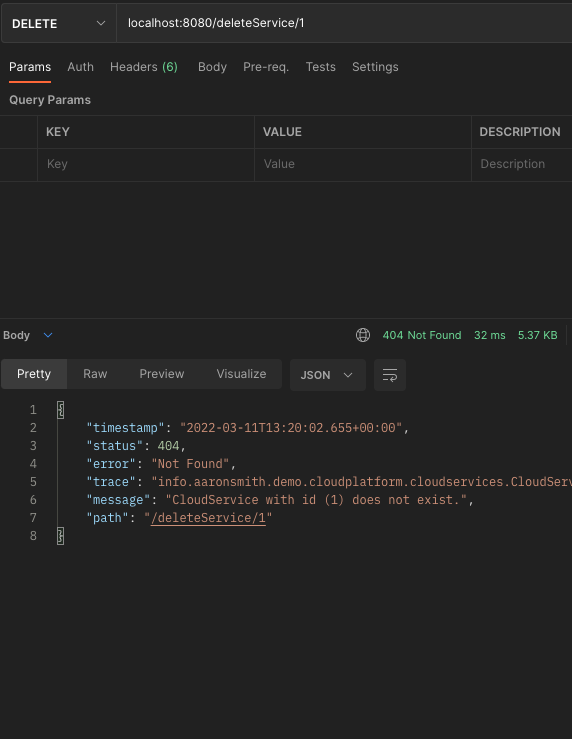 DELETE localhost:8080/deleteService/1
Params Auth Headers (6) Body Pre-req. Tests Settings
Query Params
KEY VALUE DESCRIPTION
Key Value Description
Body 404 Not Found 32 ms 5.37 KB
Pretty Raw Preview Visualize JSON
1 {
2 "timestamp": "2022-03-11T13:20:02.655+00:00",
3 "status": 404,
4 "error": "Not Found",
5 "trace": "info.aaronsmith.demo.cloudplatform.cloudservices.CloudServ
6 "message": "CloudService with id (1) does not exist.",
7 "path": "/deleteService/1"
8 }